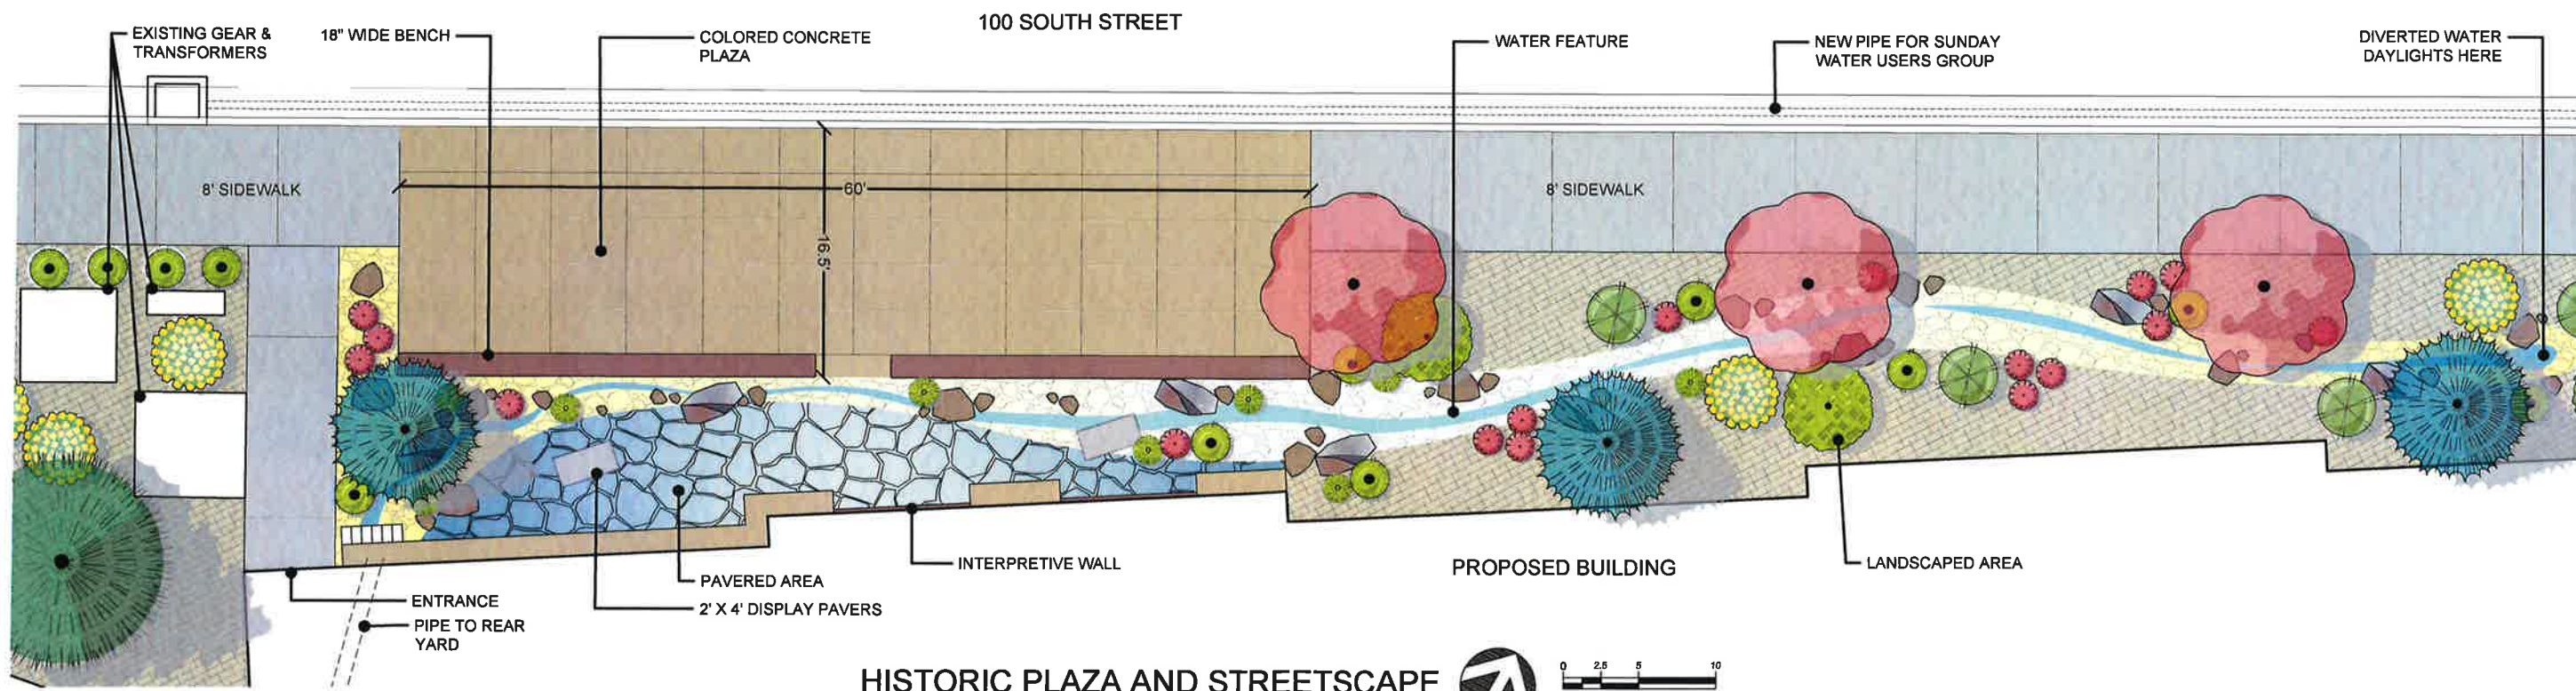 100 SOUTH STREET
EXISTING GEAR &
TRANSFORMERS
18" WIDE BENCH
COLORED CONCRETE
PLAZA
WATER FEATURE
NEW PIPE FOR SUNDAY
WATER USERS GROUP
DIVERTED WATER
DAYLIGHTS HERE
8' SIDEWALK
60'
16.5'
8' SIDEWALK
INTERPRETIVE WALL
PROPOSED BUILDING
LANDSCAPED AREA
PAVERED AREA
2' X 4' DISPLAY PAVERS
ENTRANCE
PIPE TO REAR
YARD
HISTORIC PLAZA AND STREETSCAPE
0 2.5 5 10